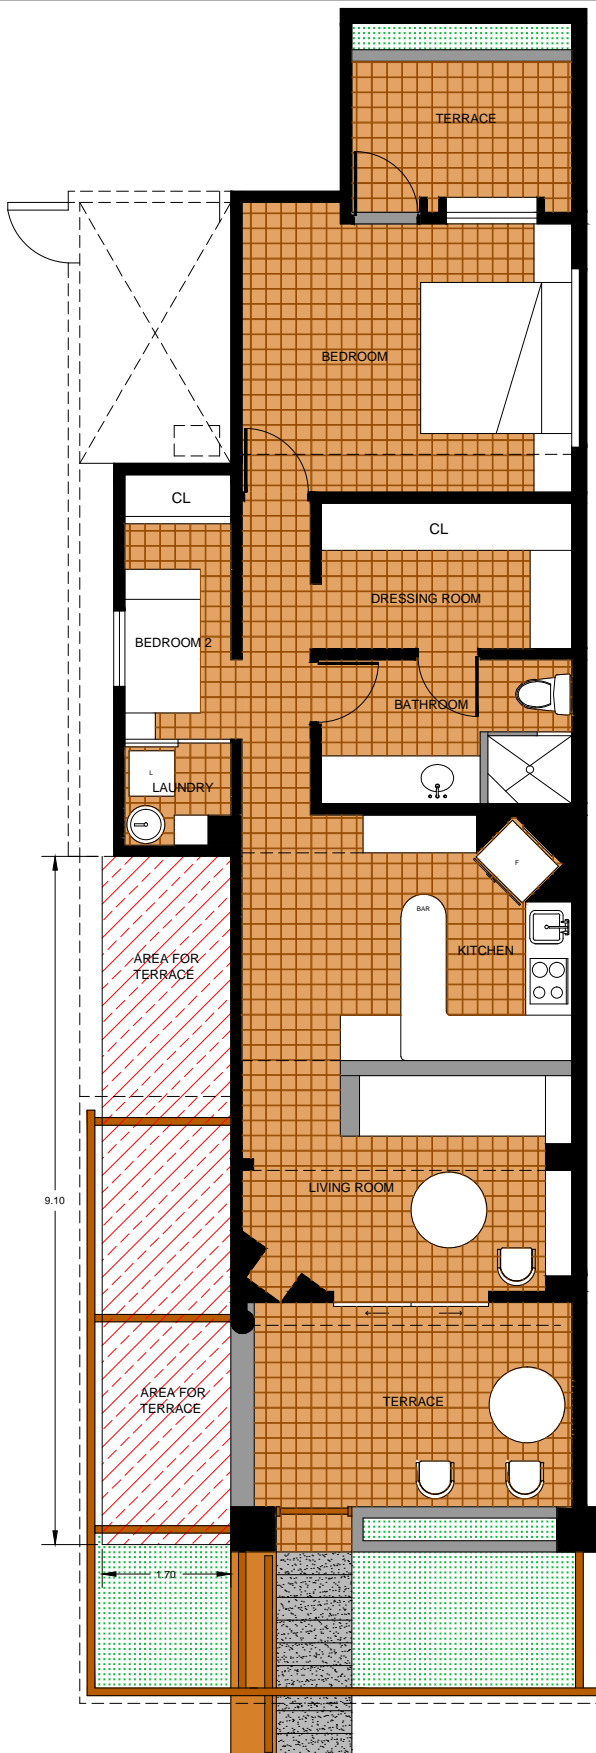 TERRACE
BEDROOM
CL
CL
DRESSING ROOM
BEDROOM 2
BATHROOM
L
LAUNDRY
F
BAR
KITCHEN
AREA FOR
TERRACE
9.10
LIVING ROOM
AREA FOR
TERRACE
TERRACE
1.70